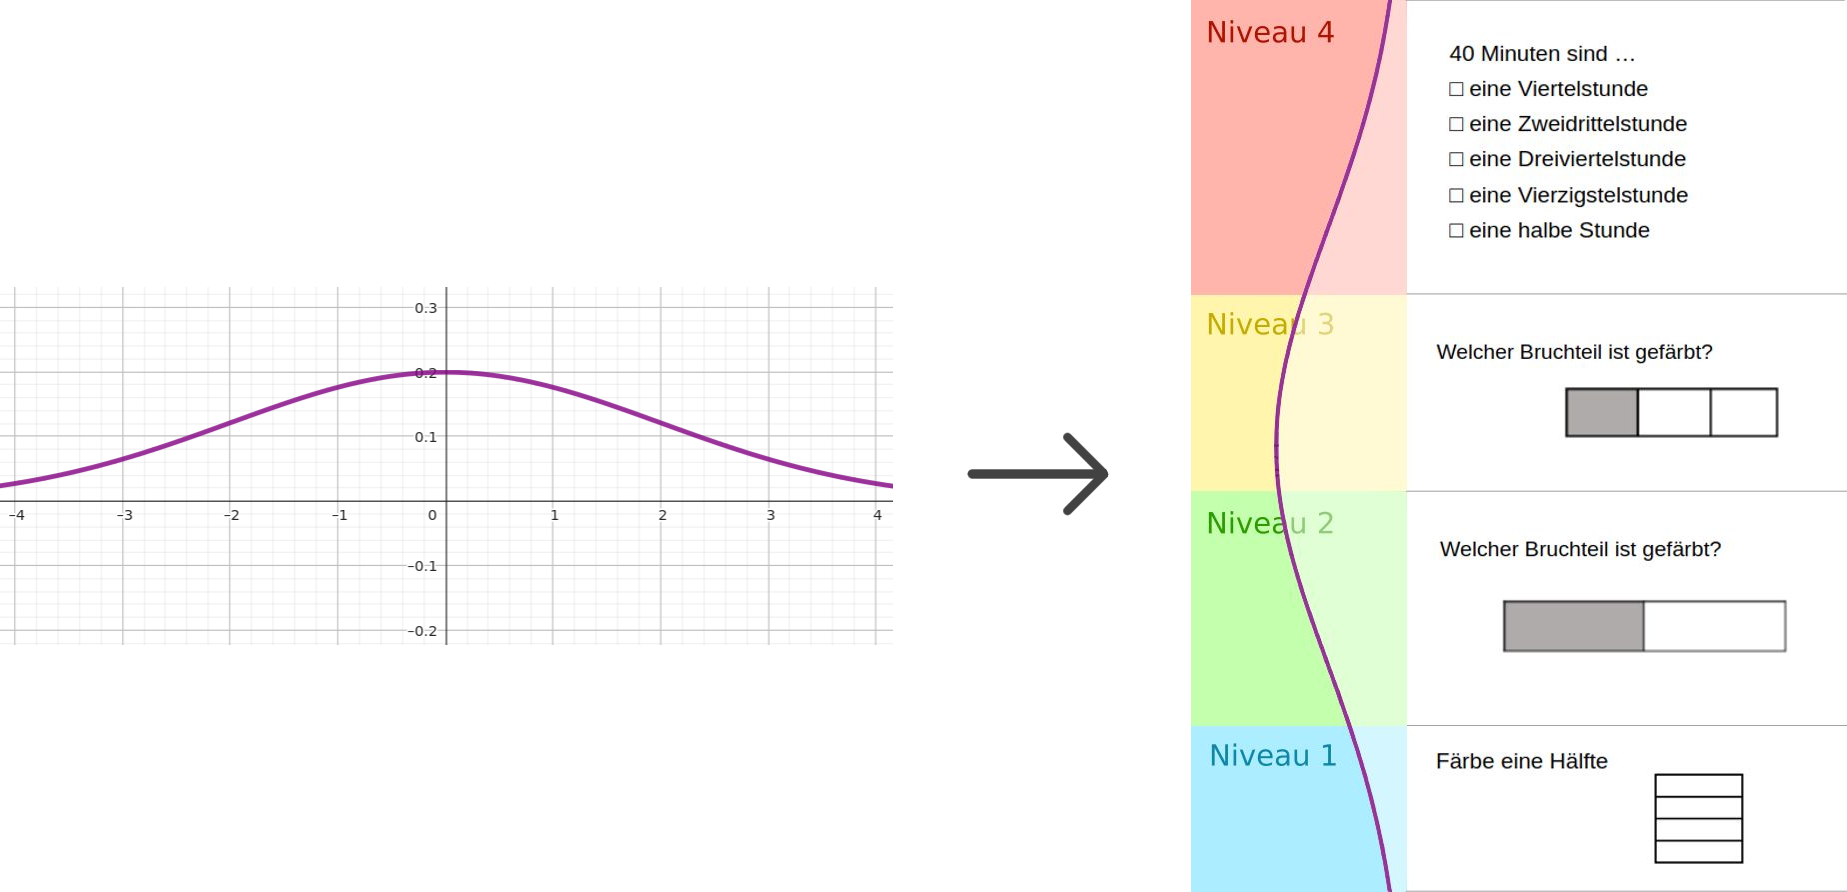 0.3
0.2
0.1
−4 −3 −2 −1 0 1 2 3 4
−0.1
−0.2
Niveau 4
40 Minuten sind …
□ eine Viertelstunde
□ eine Zweidrittelstunde
□ eine Dreiviertelstunde
□ eine Vierzigstelstunde
□ eine halbe Stunde
Niveau 3
Welcher Bruchteil ist gefärbt?
Niveau 2
Welcher Bruchteil ist gefärbt?
Niveau 1
Färbe eine Hälfte